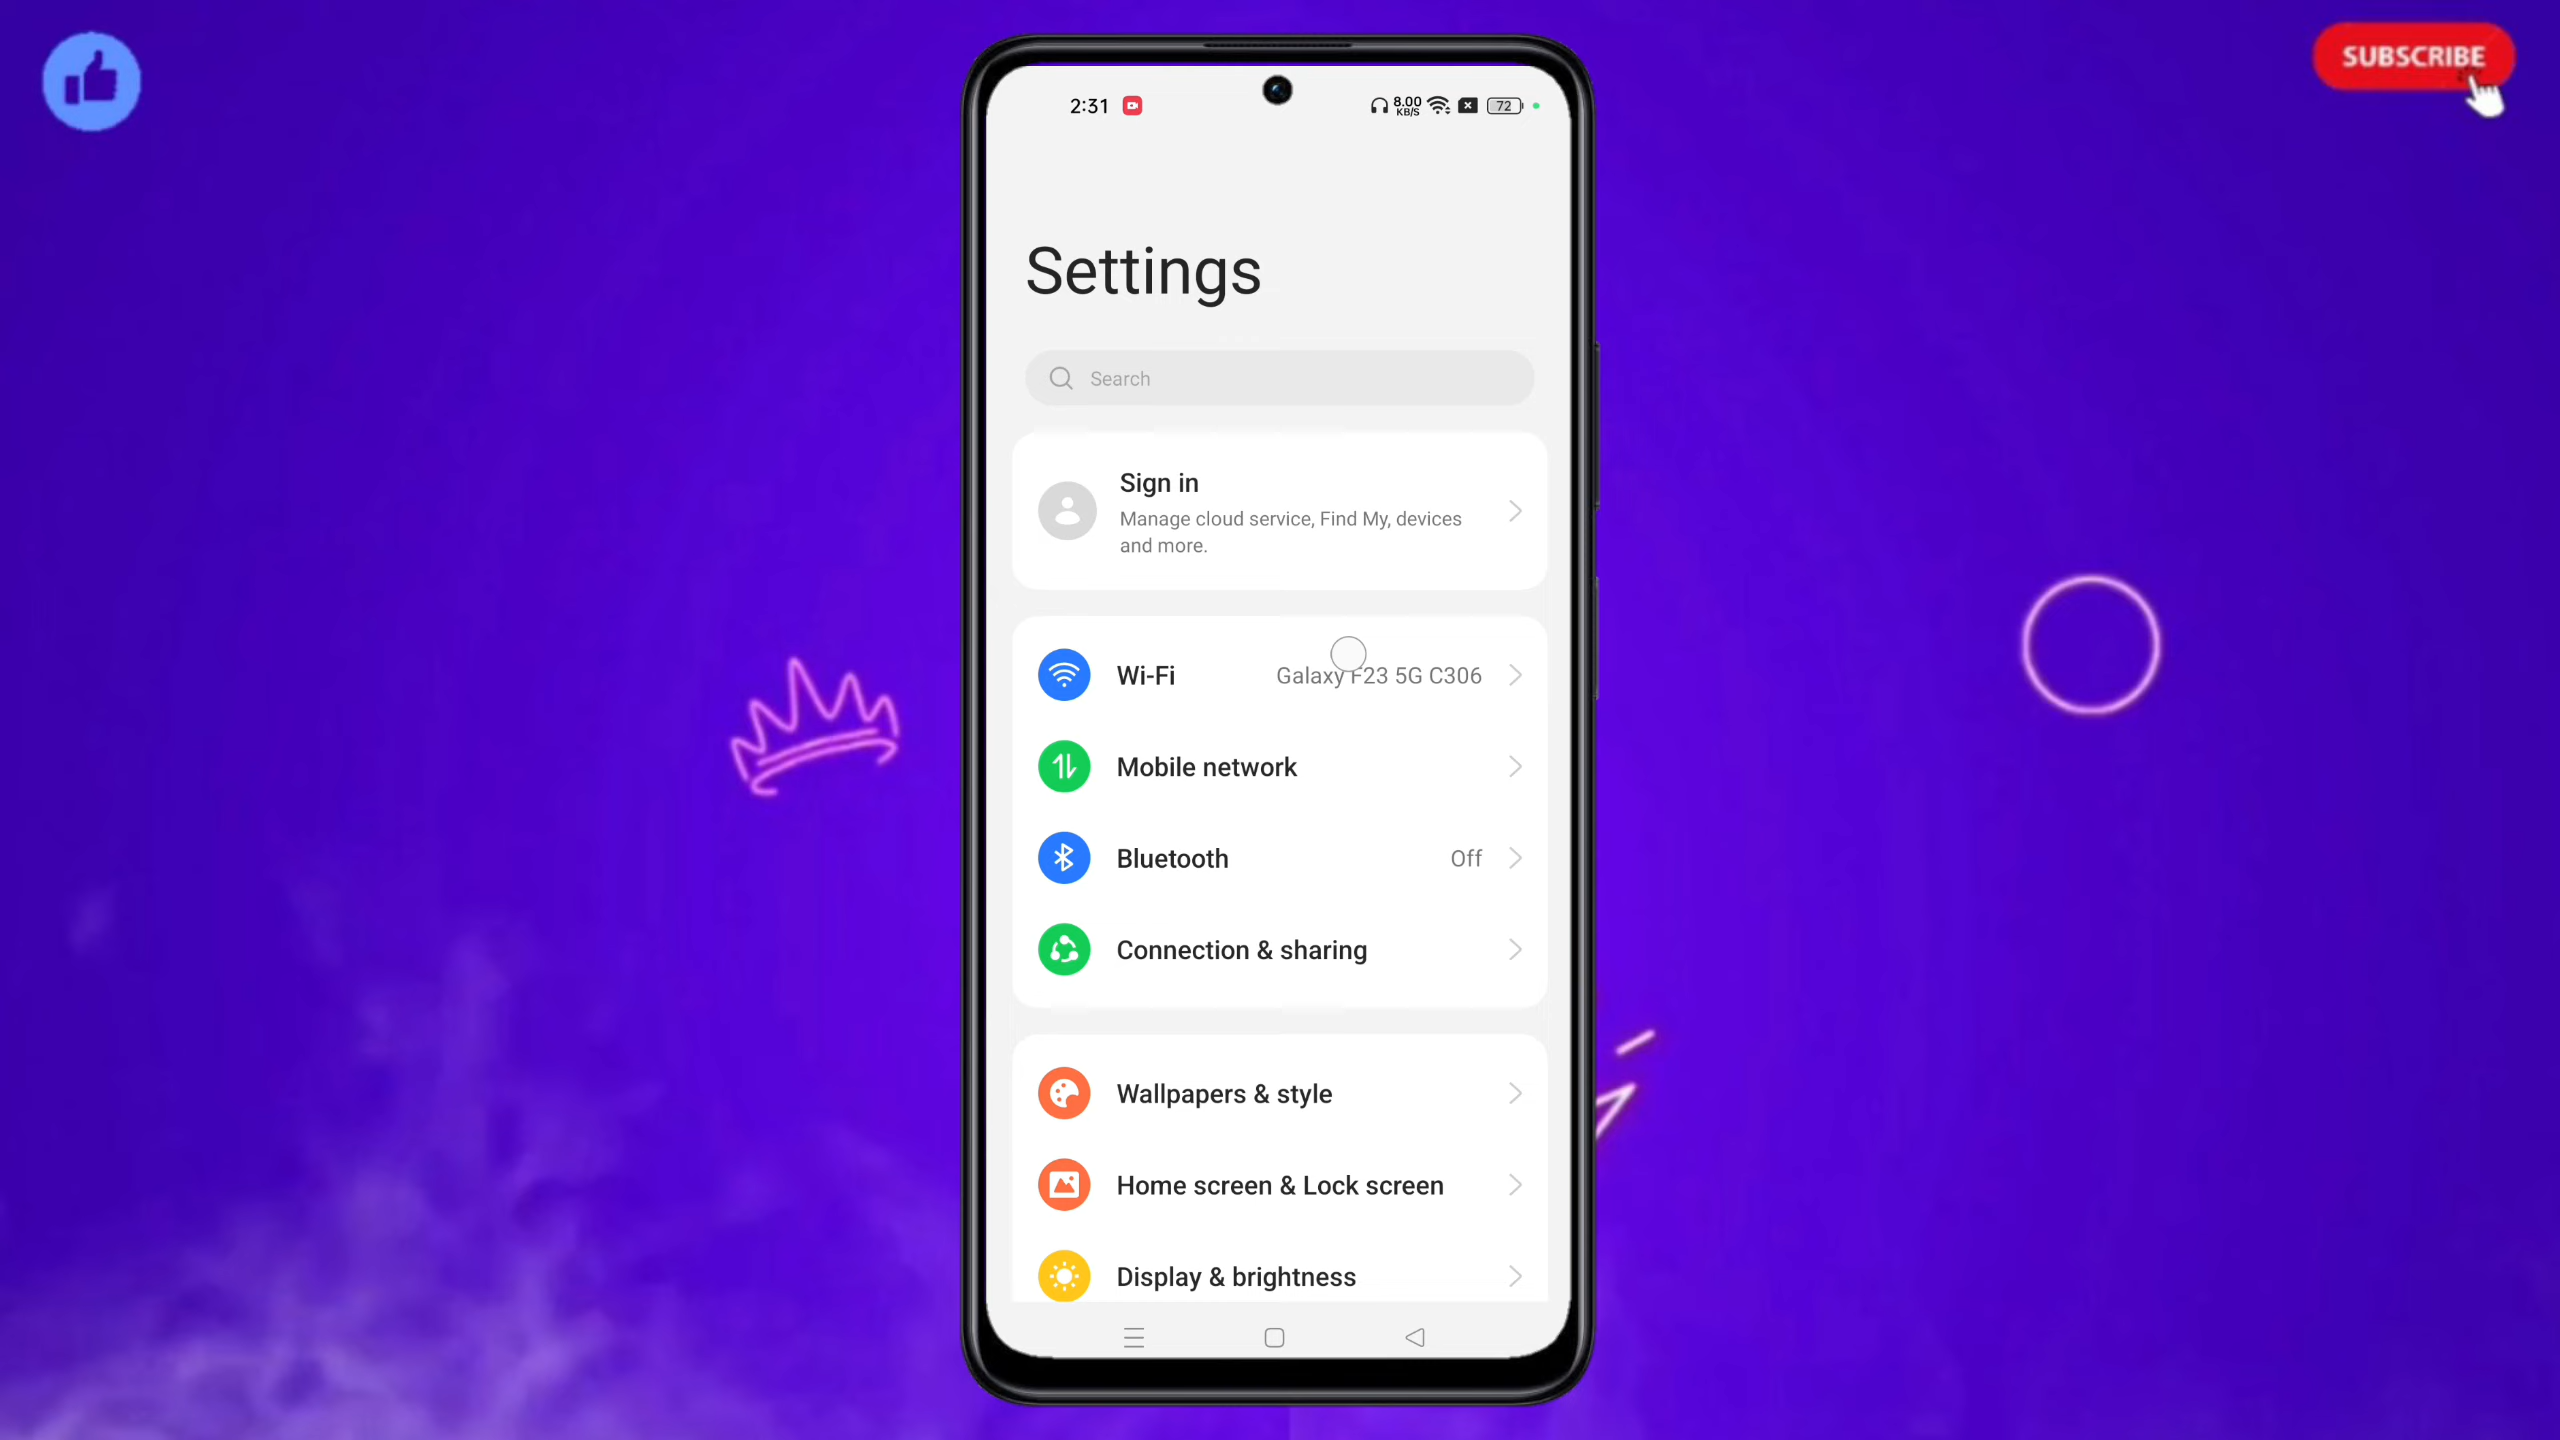 SUBSCRIBE
2:31
8.00
KB/S
72
Settings
Search
Sign in
Manage cloud service, Find My, devices
and more.
Wi-Fi
Galaxy F23 5G C306
Mobile network
Bluetooth
Off
Connection & sharing
Wallpapers & style
Home screen & Lock screen
Display & brightness